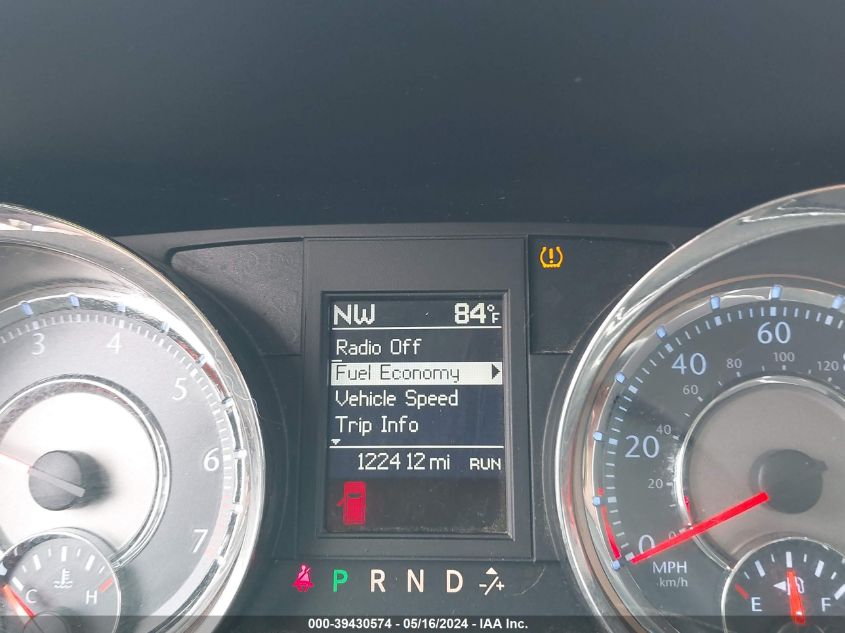 NW 84°F
Radio Off
Fuel Economy
Vehicle Speed
Trip Info
122412 mi RUN
P R N D -/+
3 4 5 6 7
C H
0 20 40 60
20 60 80 100 120
MPH
km/h
E F
000-39430574 - 05/16/2024 - IAA Inc.